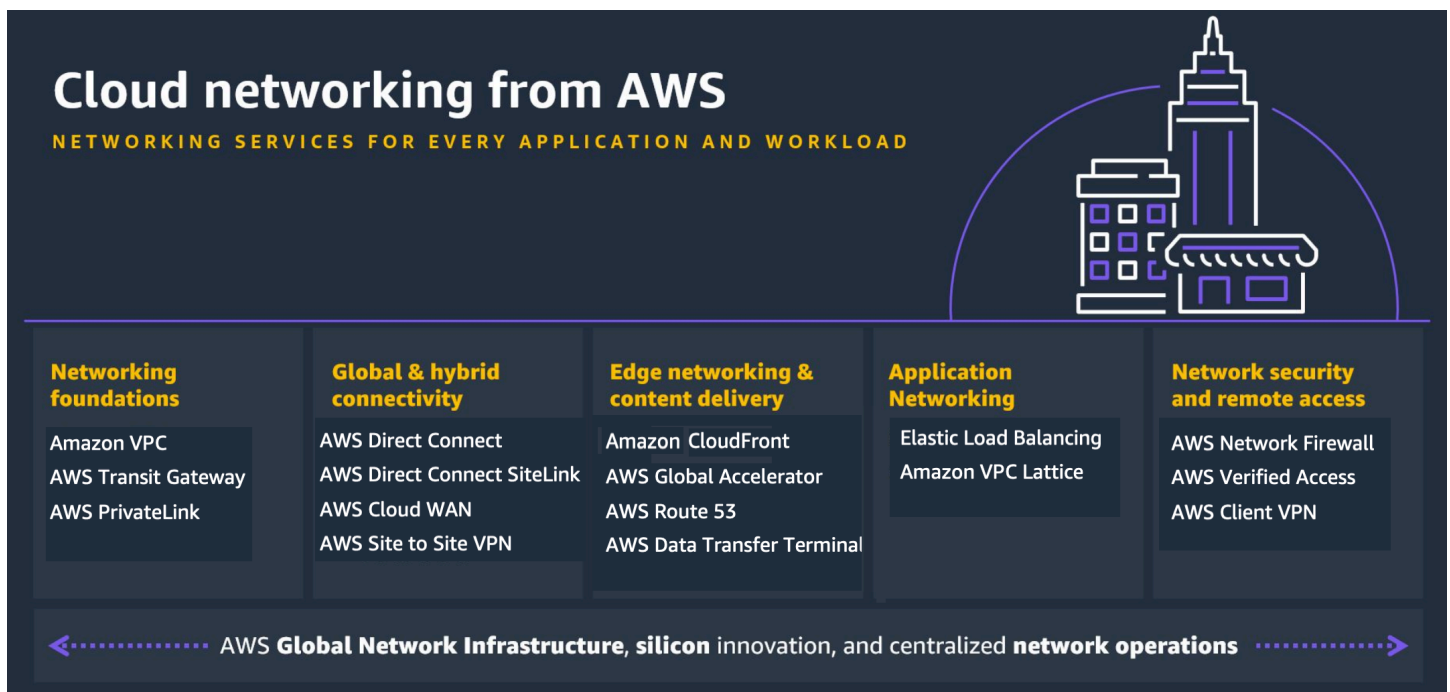 Cloud networking from AWS
NETWORKING SERVICES FOR EVERY APPLICATION AND WORKLOAD
Networking
foundations
Amazon VPC
AWS Transit Gateway
AWS PrivateLink
Global & hybrid
connectivity
AWS Direct Connect
AWS Direct Connect SiteLink
AWS Cloud WAN
AWS Site to Site VPN
Edge networking &
content delivery
Amazon CloudFront
AWS Global Accelerator
AWS Route 53
AWS Data Transfer Terminal
Application
Networking
Elastic Load Balancing
Amazon VPC Lattice
Network security
and remote access
AWS Network Firewall
AWS Verified Access
AWS Client VPN
AWS Global Network Infrastructure, silicon innovation, and centralized network operations